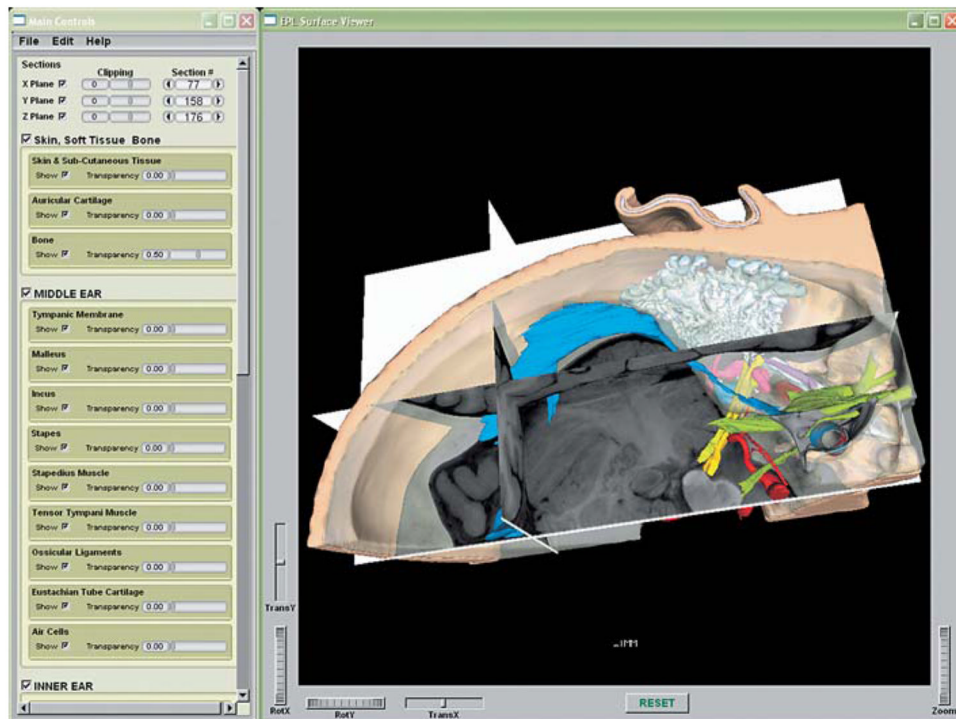 Main Controls
File Edit Help
Sections
Clipping Section #
X Plane 0 77
Y Plane 0 158
Z Plane 0 176
Skin, Soft Tissue Bone
Skin & Sub-Cutaneous Tissue
Show Transparency 0.00
Auricular Cartilage
Show Transparency 0.00
Bone
Show Transparency 0.50
MIDDLE EAR
Tympanic Membrane
Show Transparency 0.00
Malleus
Show Transparency 0.00
Incus
Show Transparency 0.00
Stapes
Show Transparency 0.00
Stapedius Muscle
Show Transparency 0.00
Tensor Tympani Muscle
Show Transparency 0.00
Ossicular Ligaments
Show Transparency 0.00
Eustachian Tube Cartilage
Show Transparency 0.00
Air Cells
Show Transparency 0.00
INNER EAR
EPL Surface Viewer
TransY
RotX
RotY
TransX
RESET
Zoom